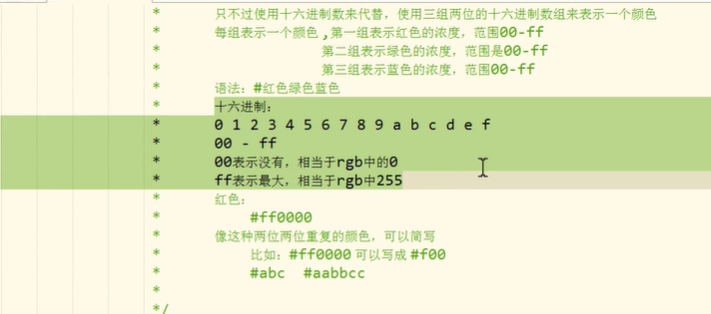 * 只不过使用十六进制数来代替，使用三组两位的十六进制数组来表示一个颜色
* 每组表示一个颜色 ,第一组表示红色的浓度，范围00-ff
* 第二组表示绿色的浓度，范围是00-ff
* 第三组表示蓝色的浓度，范围00-ff
* 语法：#红色绿色蓝色
* 十六进制：
* 0 1 2 3 4 5 6 7 8 9 a b c d e f
* 00 - ff
* 00表示没有，相当于rgb中的0
* ff表示最大，相当于rgb中255
* 红色：
* #ff0000
* 像这种两位两位重复的颜色，可以简写
* 比如：#ff0000 可以写成 #f00
* #abc #aabbcc
*
*/